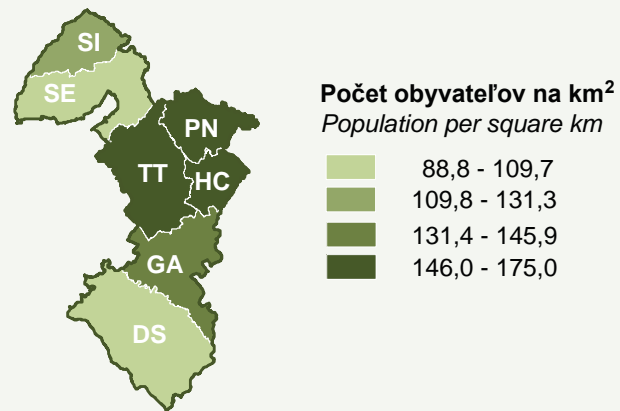 SI
SE
PN
TT
HC
GA
DS
Počet obyvateľov na km²
Population per square km
88,8 - 109,7
109,8 - 131,3
131,4 - 145,9
146,0 - 175,0